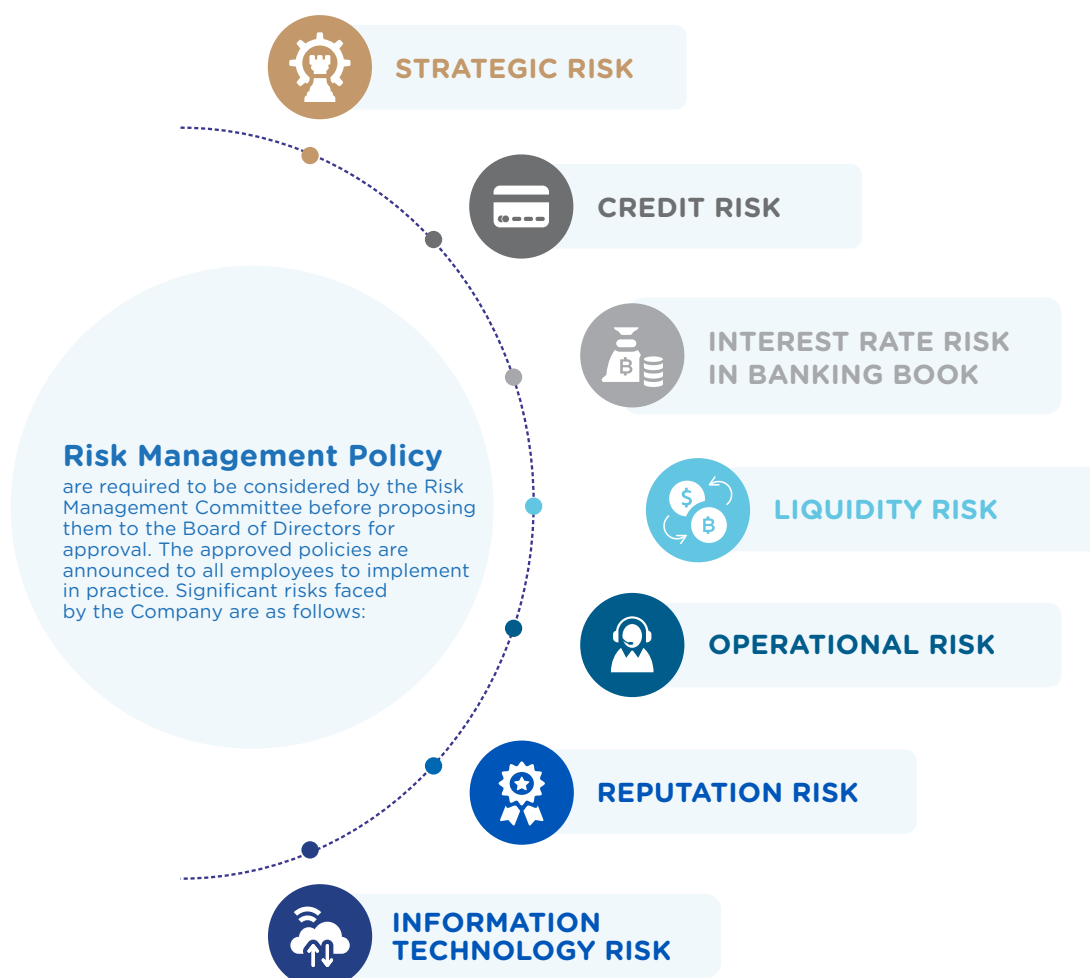 STRATEGIC RISK
CREDIT RISK
INTEREST RATE RISK
IN BANKING BOOK
Risk Management Policy
are required to be considered by the Risk
Management Committee before proposing
them to the Board of Directors for
approval. The approved policies are
announced to all employees to implement
in practice. Significant risks faced
by the Company are as follows:
LIQUIDITY RISK
OPERATIONAL RISK
REPUTATION RISK
INFORMATION
TECHNOLOGY RISK